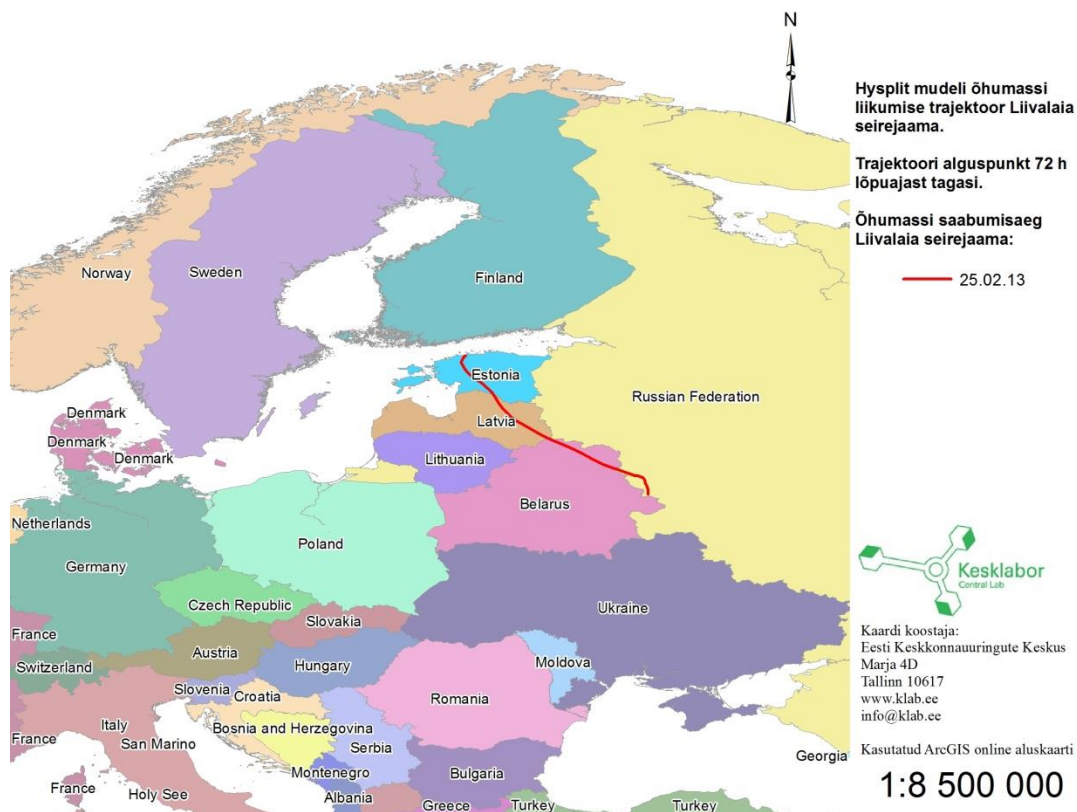 N
Hysplit mudeli õhumassi
liikumise trajektoor Liivalaia
seirejaama.
Trajektoori alguspunkt 72 h
lõpuajast tagasi.
Õhumassi saabumisaeg
Liivalaia seirejaama:
25.02.13
Norway
Sweden
Finland
Estonia
Russian Federation
Latvia
Denmark
Denmark
Denmark
Lithuania
Belarus
Netherlands
Poland
Germany
Czech Republic
Ukraine
Slovakia
France
Austria
Switzerland
Hungary
Moldova
Slovenia
Croatia
Romania
Italy
Bosnia and Herzegovina
France
San Marino
Serbia
Georgia
Montenegro
Bulgaria
France
Holy See
Albania
Greece
Turkey
Turkey
Kesklabor
Central Lab
Kaardi koostaja:
Eesti Keskkonnauuringute Keskus
Marja 4D
Tallinn 10617
www.klab.ee
info@klab.ee
Kasutatud ArcGIS online aluskaarti
1:8 500 000